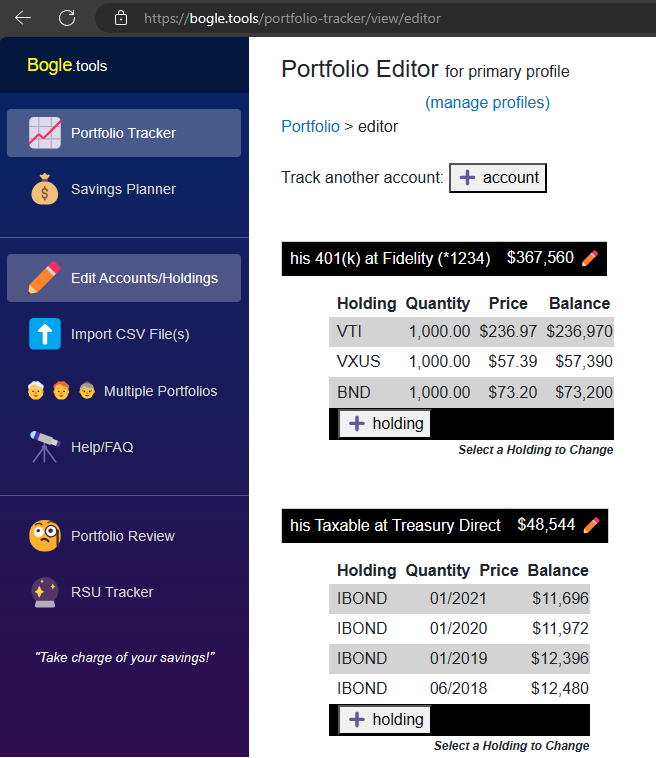 https://bogle.tools/portfolio-tracker/view/editor
Bogle.tools
Portfolio Tracker
Savings Planner
Edit Accounts/Holdings
Import CSV File(s)
Multiple Portfolios
Help/FAQ
Portfolio Review
RSU Tracker
"Take charge of your savings!"
Portfolio Editor for primary profile
(manage profiles)
Portfolio > editor
Track another account: + account
his 401(k) at Fidelity (*1234) $367,560
Holding Quantity Price Balance
VTI 1,000.00 $236.97 $236,970
VXUS 1,000.00 $57.39 $57,390
BND 1,000.00 $73.20 $73,200
+ holding
Select a Holding to Change
his Taxable at Treasury Direct $48,544
Holding Quantity Price Balance
IBOND 01/2021 $11,696
IBOND 01/2020 $11,972
IBOND 01/2019 $12,396
IBOND 06/2018 $12,480
+ holding
Select a Holding to Change